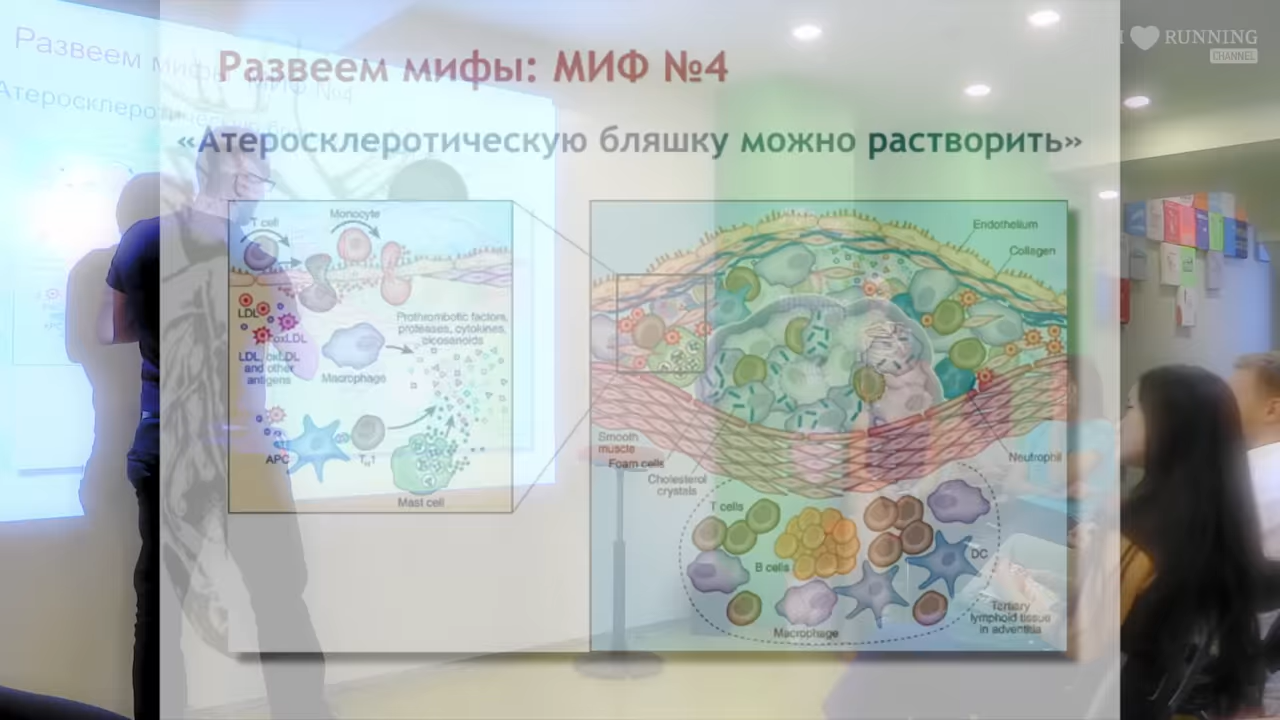 I RUNNING
CHANNEL
Развеем мифы: МИФ №4
«Атеросклеротическую бляшку можно растворить»
T cell
Monocyte
LDL
oxLDL
LDL, oxLDL
and other
antigens
Macrophage
Prothrombotic factors,
proteases, cytokines,
eicosanoids
APC
TH1
Mast cell
Endothelium
Collagen
Smooth
muscle
Foam cells
Cholesterol
crystals
Neutrophil
T cells
B cells
DC
Macrophage
Tertiary
lymphoid tissue
in adventitia